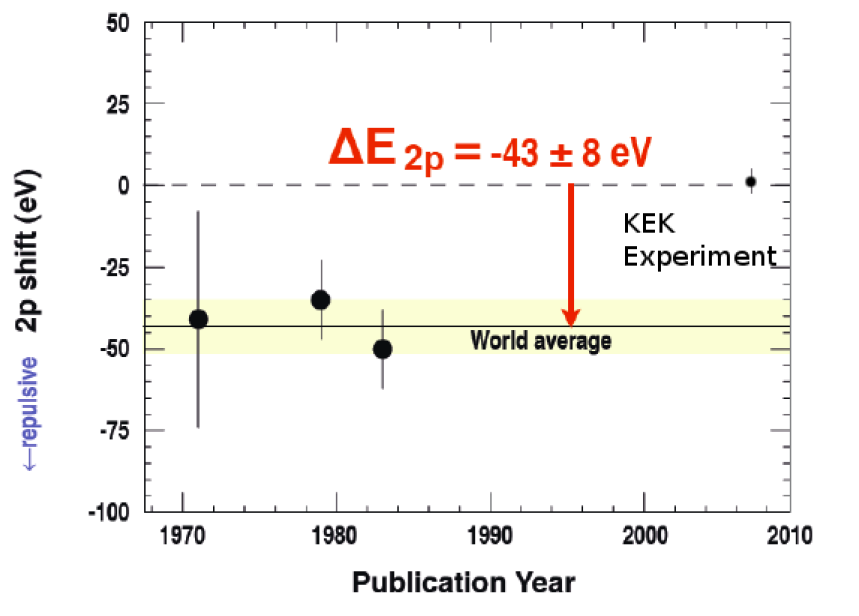 50
25
0
-25
-50
-75
-100
2p shift (eV)
←repulsive
ΔE 2p = -43 ± 8 eV
KEK
Experiment
World average
1970
1980
1990
2000
2010
Publication Year